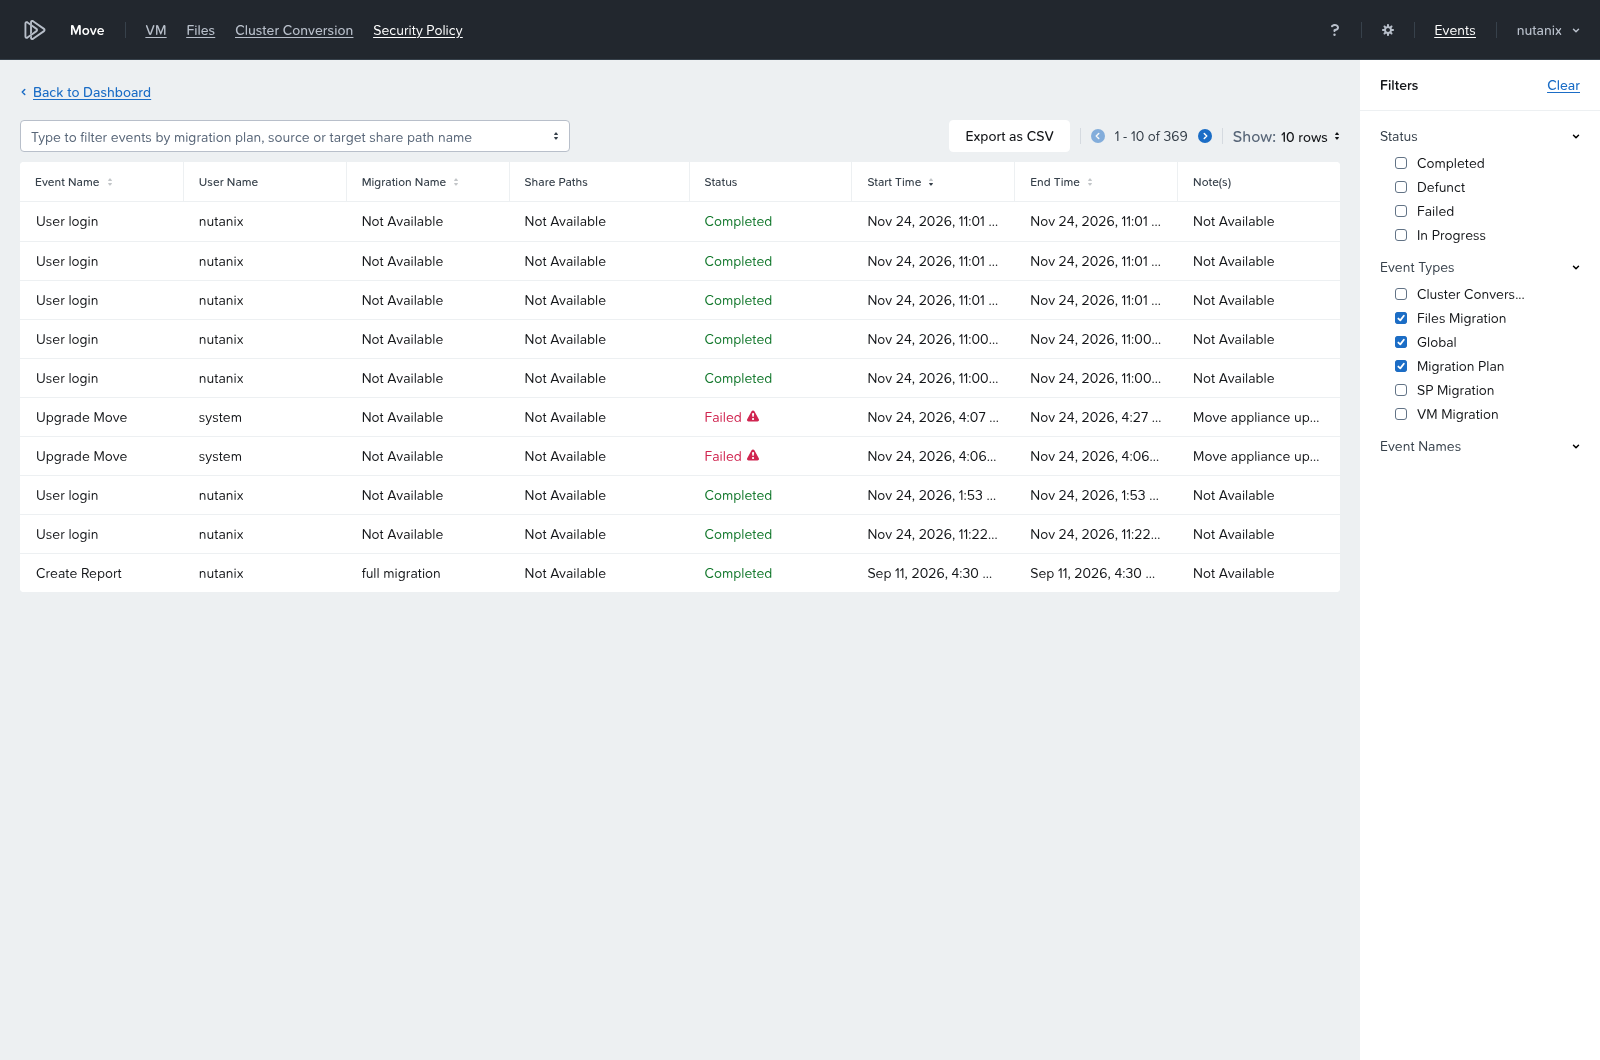 Move VM Files Cluster Conversion Security Policy ? Events nutanix
Back to Dashboard
Type to filter events by migration plan, source or target share path name
Export as CSV 1 - 10 of 369 Show: 10 rows
Event Name User Name Migration Name Share Paths Status Start Time End Time Note(s)
User login nutanix Not Available Not Available Completed Nov 24, 2026, 11:01 ... Nov 24, 2026, 11:01 ... Not Available
User login nutanix Not Available Not Available Completed Nov 24, 2026, 11:01 ... Nov 24, 2026, 11:01 ... Not Available
User login nutanix Not Available Not Available Completed Nov 24, 2026, 11:01 ... Nov 24, 2026, 11:01 ... Not Available
User login nutanix Not Available Not Available Completed Nov 24, 2026, 11:00... Nov 24, 2026, 11:00... Not Available
User login nutanix Not Available Not Available Completed Nov 24, 2026, 11:00... Nov 24, 2026, 11:00... Not Available
Upgrade Move system Not Available Not Available Failed Nov 24, 2026, 4:07 ... Nov 24, 2026, 4:27 ... Move appliance up...
Upgrade Move system Not Available Not Available Failed Nov 24, 2026, 4:06... Nov 24, 2026, 4:06... Move appliance up...
User login nutanix Not Available Not Available Completed Nov 24, 2026, 1:53 ... Nov 24, 2026, 1:53 ... Not Available
User login nutanix Not Available Not Available Completed Nov 24, 2026, 11:22... Nov 24, 2026, 11:22... Not Available
Create Report nutanix full migration Not Available Completed Sep 11, 2026, 4:30 ... Sep 11, 2026, 4:30 ... Not Available
Filters Clear
Status
Completed
Defunct
Failed
In Progress
Event Types
Cluster Convers...
Files Migration
Global
Migration Plan
SP Migration
VM Migration
Event Names